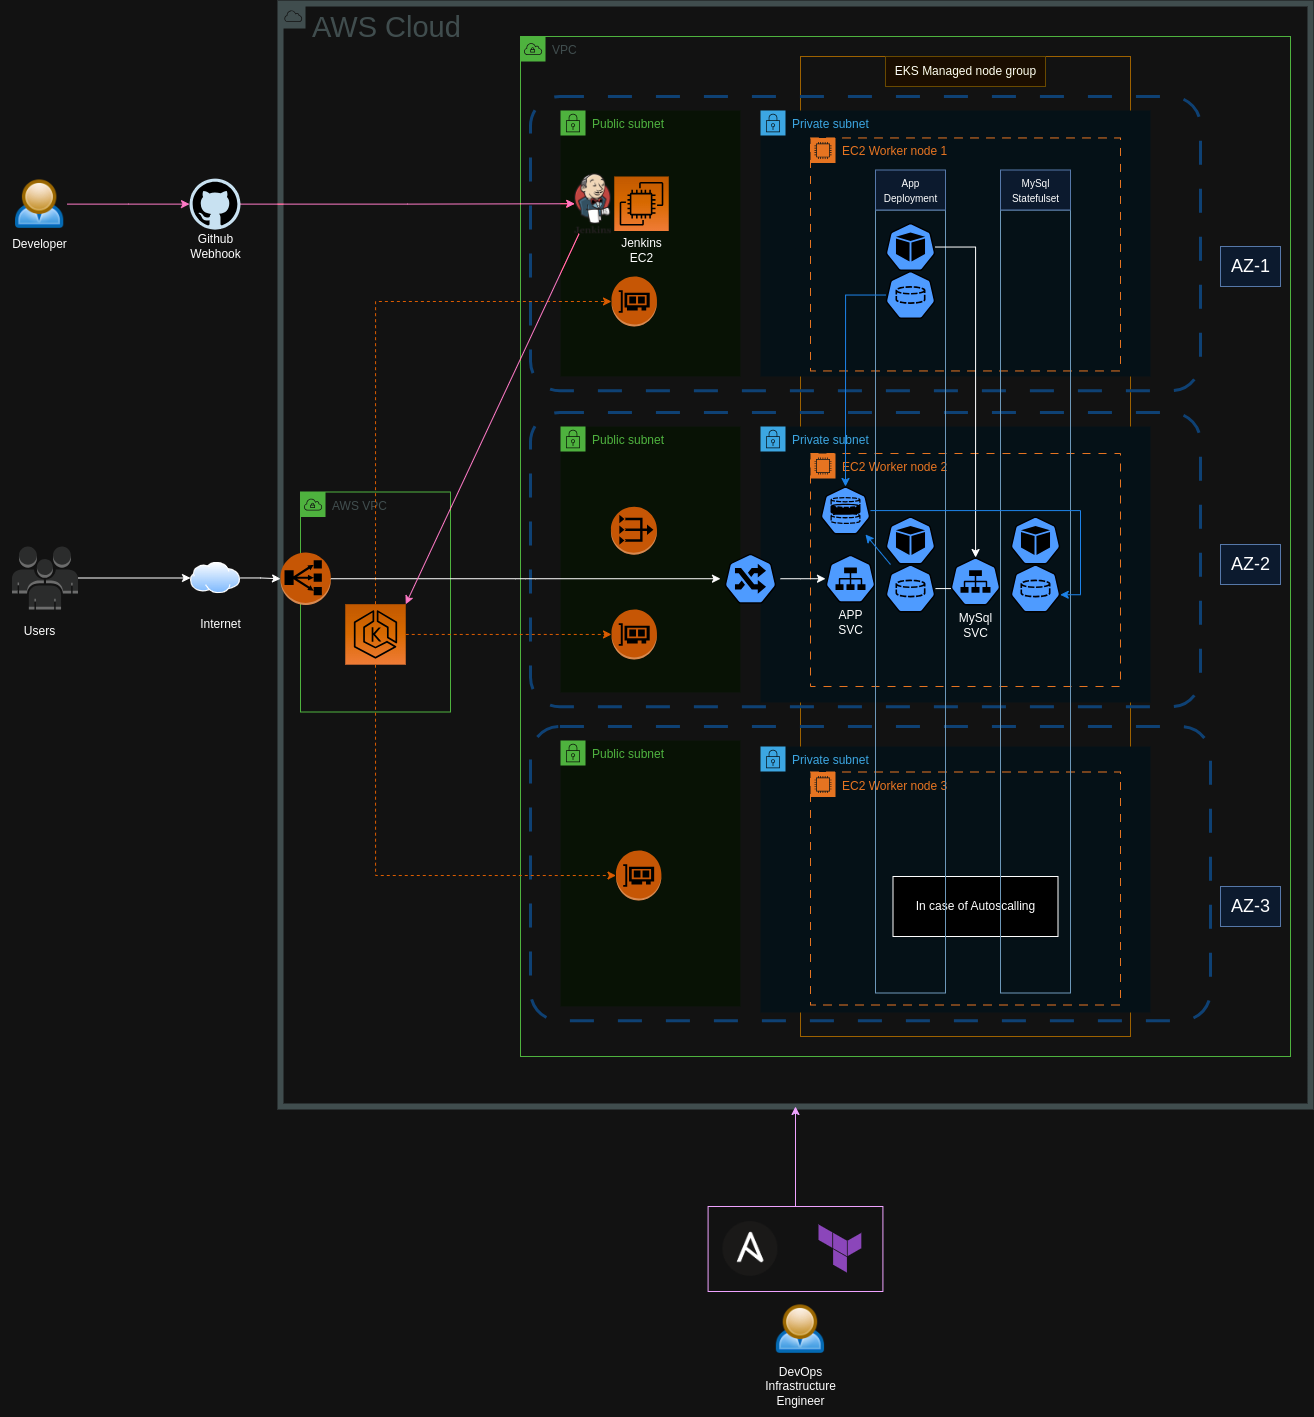 AWS Cloud
VPC
EKS Managed node group
Public subnet
Private subnet
EC2 Worker node 1
App
Deployment
MySql
Statefulset
Developer
Github
Webhook
Jenkins
Jenkins
EC2
AZ-1
Public subnet
Private subnet
EC2 Worker node 2
AWS VPC
AZ-2
Users
Internet
K
APP
SVC
MySql
SVC
Public subnet
Private subnet
EC2 Worker node 3
In case of Autoscalling
AZ-3
DevOps
Infrastructure
Engineer